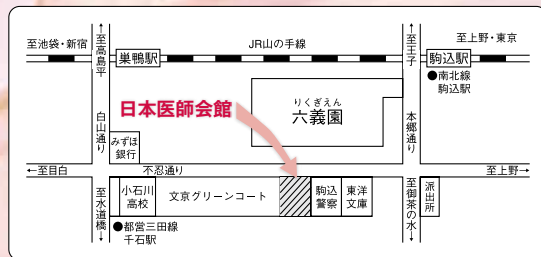 至池袋・新宿
←至高島平
巣鴨駅
JR山の手線
至王子→
至上野・東京
駒込駅
●南北線
駒込駅
日本医師会館
りくぎえん
六義園
白山通り
本郷通り
みずほ
銀行
←至目白
不忍通り
至上野→
至水道橋→
小石川
高校
文京グリーンコート
駒込
警察
東洋
文庫
至御茶の水→
派出所
●都営三田線
千石駅